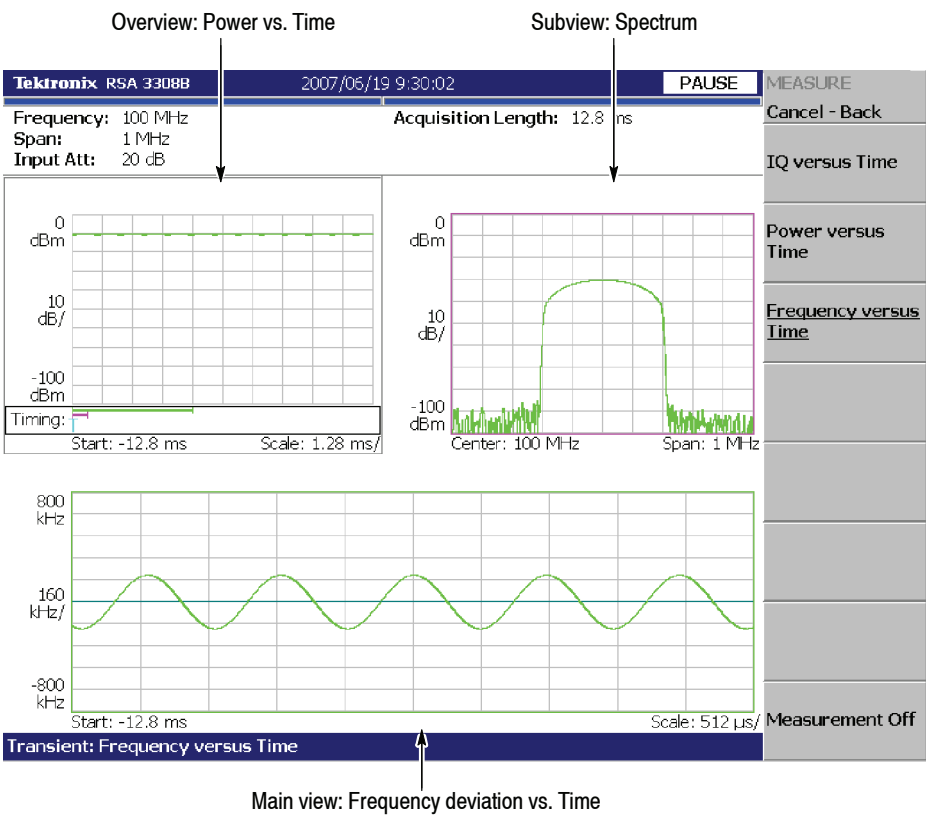 Overview: Power vs. Time
Subview: Spectrum
Tektronix RSA 3308B 2007/06/19 9:30:02 PAUSE
Frequency: 100 MHz
Span: 1 MHz
Input Att: 20 dB
Acquisition Length: 12.8 ms
0
dBm
10
dB/
-100
dBm
Timing:
Start: -12.8 ms Scale: 1.28 ms/
0
dBm
10
dB/
-100
dBm
Center: 100 MHz Span: 1 MHz
800
kHz
160
kHz/
-800
kHz
Start: -12.8 ms Scale: 512 µs/
Transient: Frequency versus Time
MEASURE
Cancel - Back
IQ versus Time
Power versus
Time
Frequency versus
Time
Measurement Off
Main view: Frequency deviation vs. Time